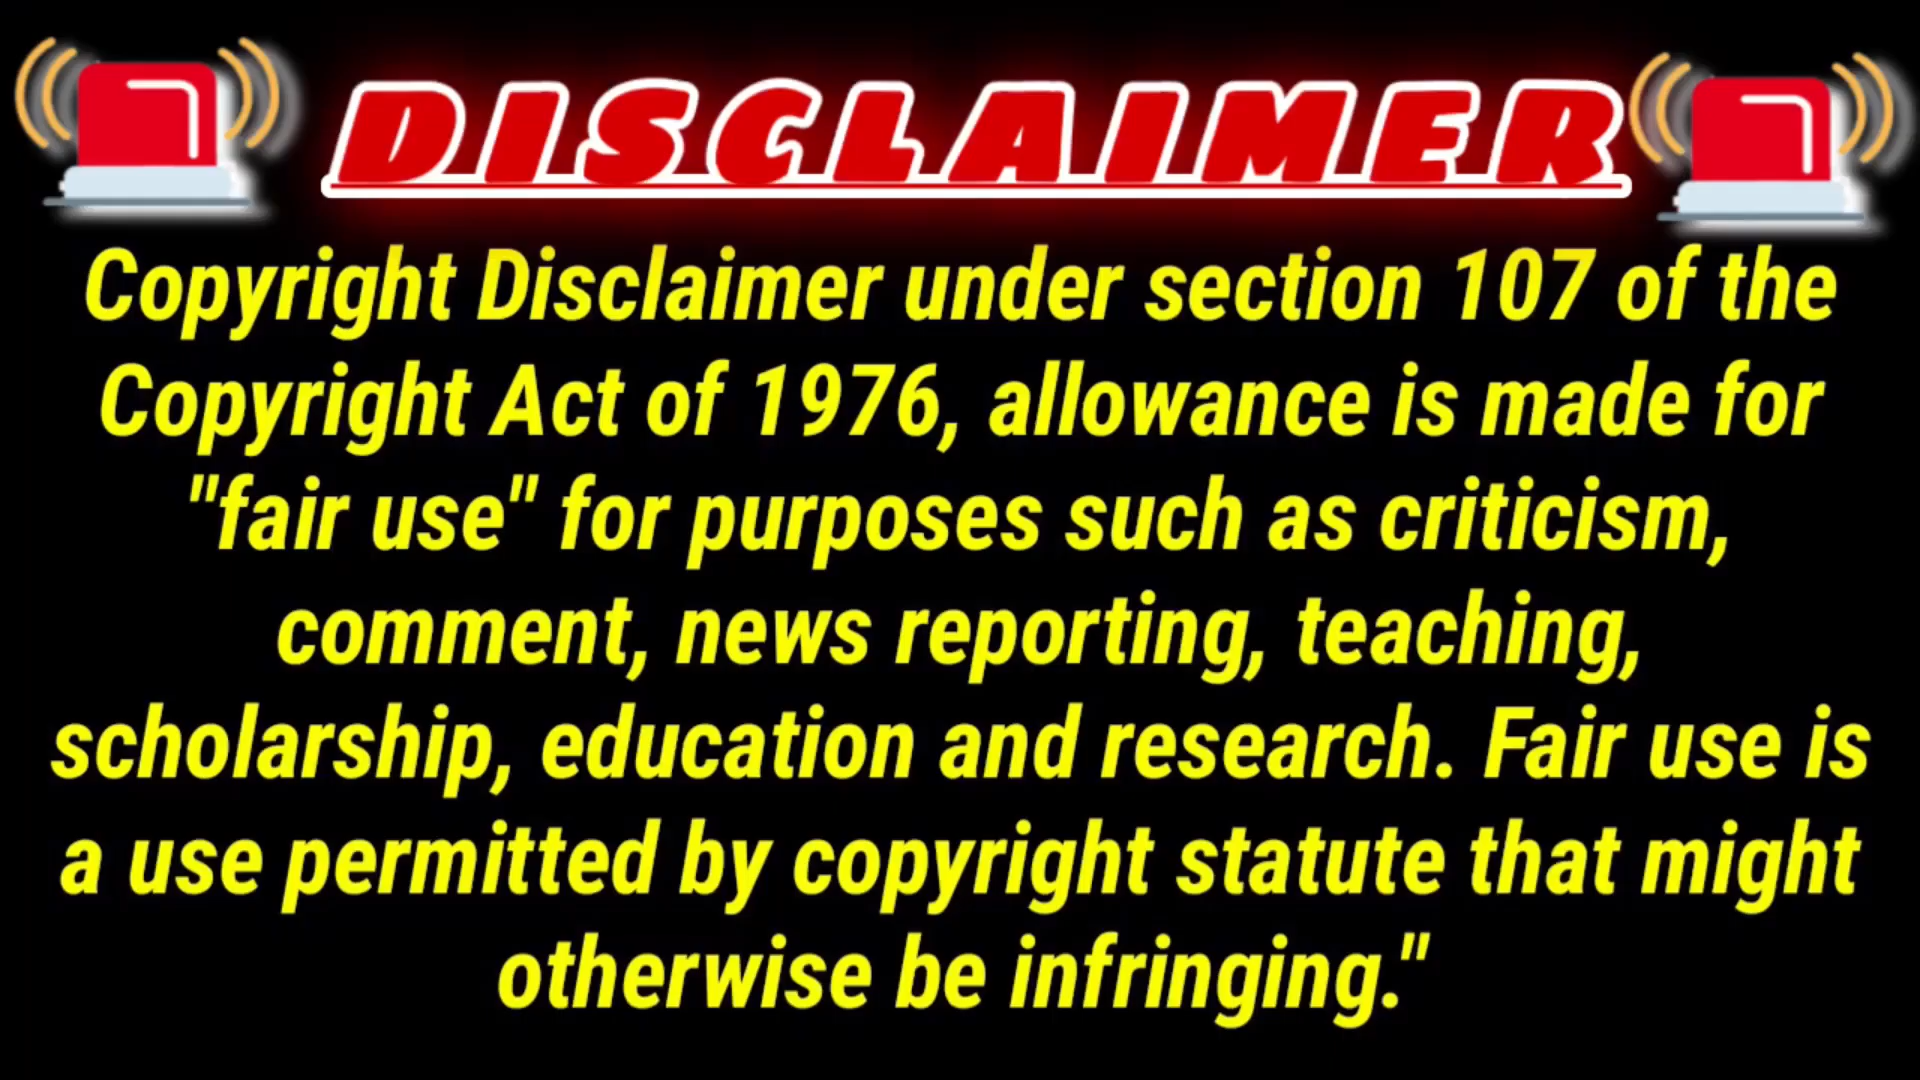 DISCLAIMER
Copyright Disclaimer under section 107 of the
Copyright Act of 1976, allowance is made for
"fair use" for purposes such as criticism,
comment, news reporting, teaching,
scholarship, education and research. Fair use is
a use permitted by copyright statute that might
otherwise be infringing."